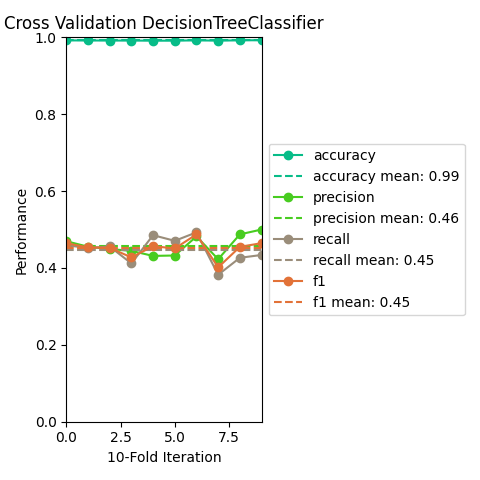 Cross Validation DecisionTreeClassifier
1.0
0.8
0.6
0.4
0.2
0.0
Performance
0.0 2.5 5.0 7.5
10-Fold Iteration
accuracy
accuracy mean: 0.99
precision
precision mean: 0.46
recall
recall mean: 0.45
f1
f1 mean: 0.45